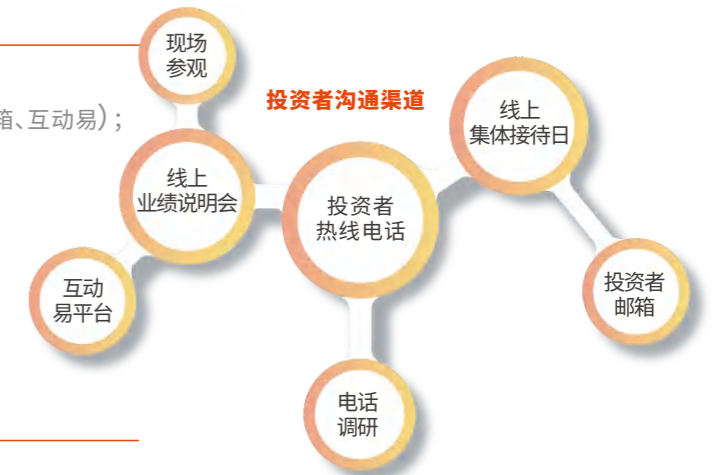 现场
参观
投资者沟通渠道
箱、互动易);
线上
集体接待日
线上
业绩说明会
投资者
热线电话
互动
易平台
投资者
邮箱
电话
调研